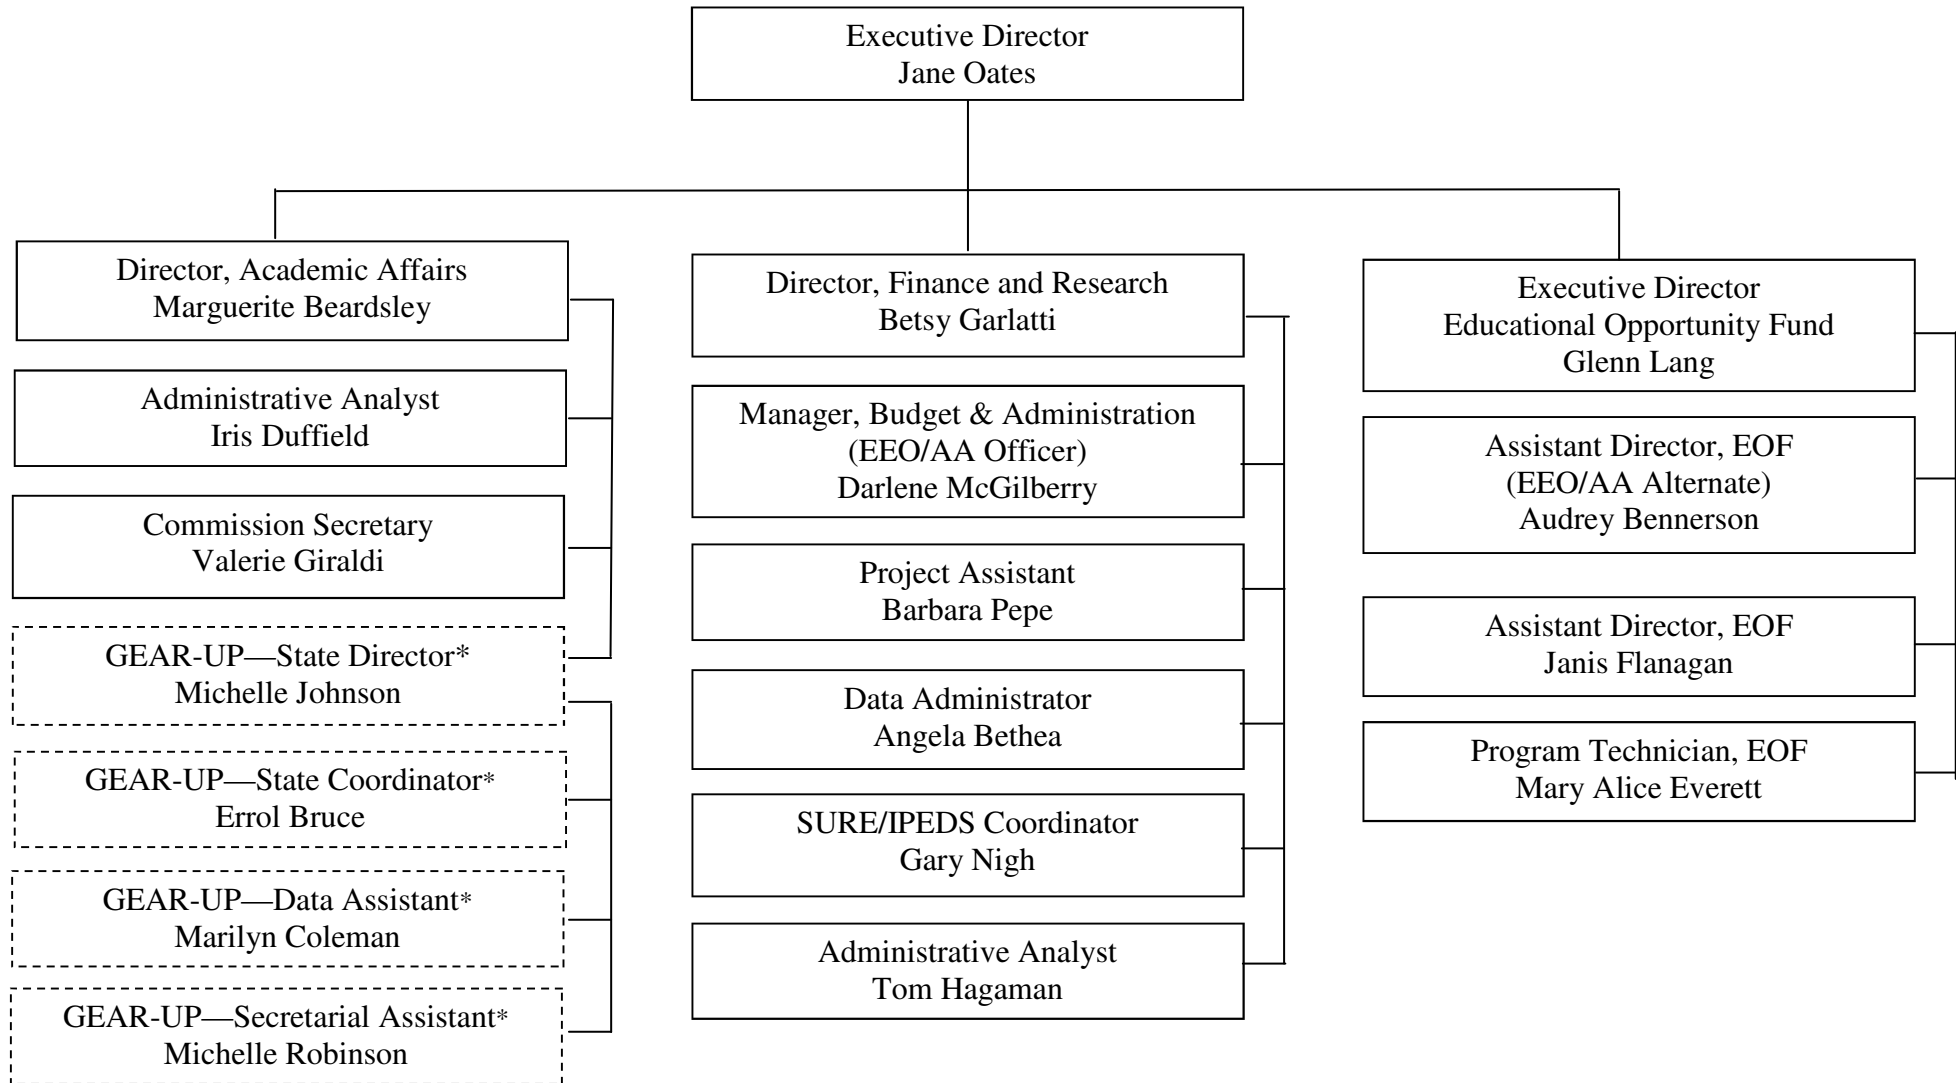 Executive Director
Jane Oates
Director, Academic Affairs
Marguerite Beardsley
Administrative Analyst
Iris Duffield
Commission Secretary
Valerie Giraldi
GEAR-UP—State Director*
Michelle Johnson
GEAR-UP—State Coordinator*
Errol Bruce
GEAR-UP—Data Assistant*
Marilyn Coleman
GEAR-UP—Secretarial Assistant*
Michelle Robinson
Director, Finance and Research
Betsy Garlatti
Manager, Budget & Administration
(EEO/AA Officer)
Darlene McGilberry
Project Assistant
Barbara Pepe
Data Administrator
Angela Bethea
SURE/IPEDS Coordinator
Gary Nigh
Administrative Analyst
Tom Hagaman
Executive Director
Educational Opportunity Fund
Glenn Lang
Assistant Director, EOF
(EEO/AA Alternate)
Audrey Bennerson
Assistant Director, EOF
Janis Flanagan
Program Technician, EOF
Mary Alice Everett